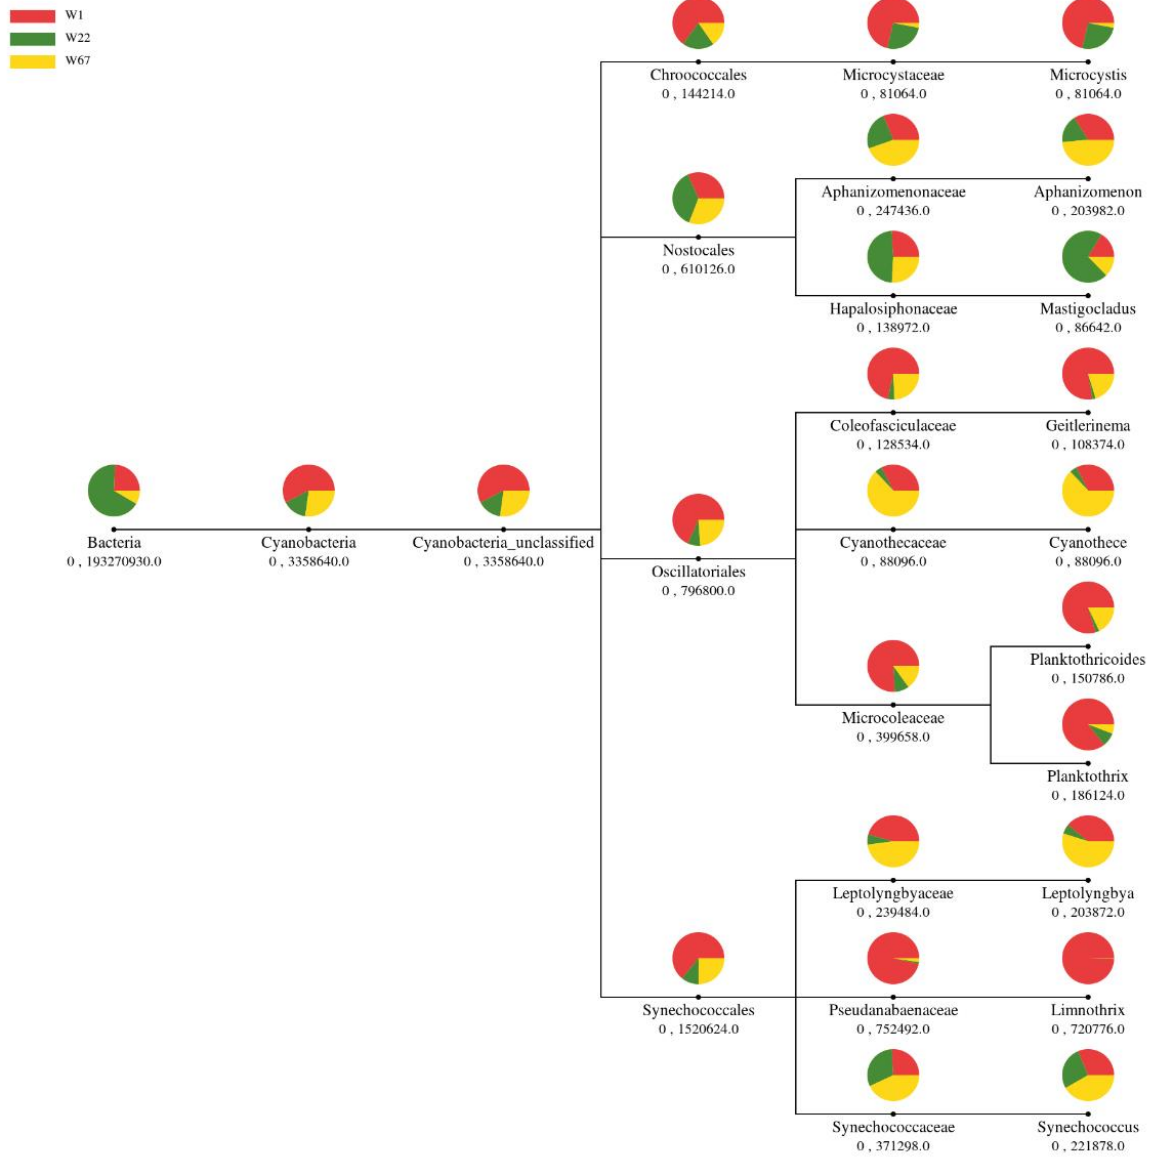 W1
W22
W67
Chroococcales
0 , 144214.0
Microcystaceae
0 , 81064.0
Microcystis
0 , 81064.0
Aphanizomenonaceae
0 , 247436.0
Aphanizomenon
0 , 203982.0
Nostocales
0 , 610126.0
Hapalosiphonaceae
0 , 138972.0
Mastigocladus
0 , 86642.0
Coleofasciculaceae
0 , 128534.0
Geitlerinema
0 , 108374.0
Bacteria
0 , 193270930.0
Cyanobacteria
0 , 3358640.0
Cyanobacteria_unclassified
0 , 3358640.0
Oscillatoriales
0 , 796800.0
Cyanothecaceae
0 , 88096.0
Cyanothece
0 , 88096.0
Planktothricoides
0 , 150786.0
Microcoleaceae
0 , 399658.0
Planktothrix
0 , 186124.0
Leptolyngbyaceae
0 , 239484.0
Leptolyngbya
0 , 203872.0
Synechococcales
0 , 1520624.0
Pseudanabaenaceae
0 , 752492.0
Limnothrix
0 , 720776.0
Synechococcaceae
0 , 371298.0
Synechococcus
0 , 221878.0